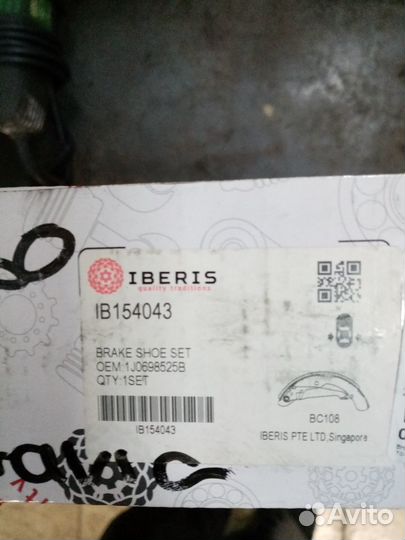 IBERIS
quality traditions
IB154043
BRAKE SHOE SET
OEM:1J0698525B
QTY:1SET
IB154043
BC108
IBERIS PTE LTD,Singapore
Avito